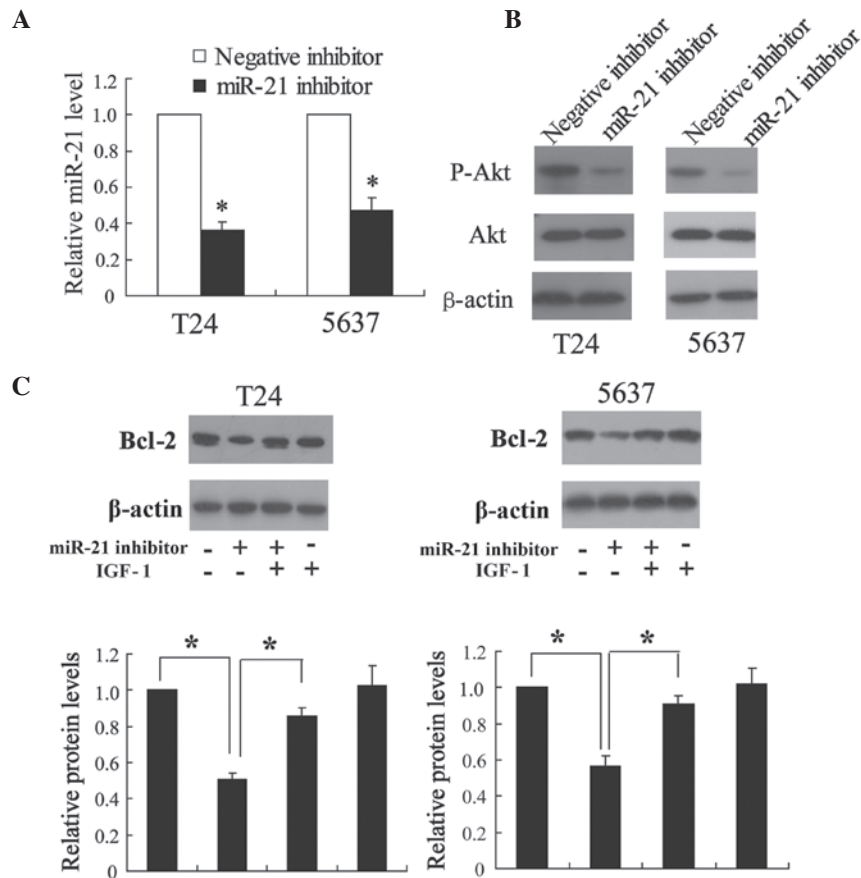 A
Negative inhibitor
miR-21 inhibitor
Relative miR-21 level
1.2
1.0
0.8
0.6
0.4
0.2
0
*
*
T24
5637
B
Negative inhibitor
miR-21 inhibitor
Negative inhibitor
miR-21 inhibitor
P-Akt
Akt
β-actin
T24
5637
C
T24
Bcl-2
β-actin
miR-21 inhibitor - + + -
IGF-1 - - + +
5637
Bcl-2
β-actin
miR-21 inhibitor - + + -
IGF-1 - - + +
Relative protein levels
1.2
1.0
0.8
0.6
0.4
0.2
0
*
*
Relative protein levels
1.2
1.0
0.8
0.6
0.4
0.2
0
*
*